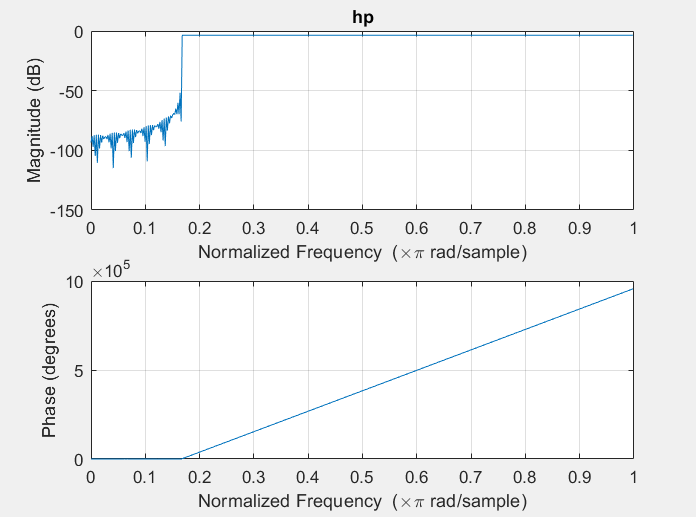 hp
0
-50
-100
-150
Magnitude (dB)
0 0.1 0.2 0.3 0.4 0.5 0.6 0.7 0.8 0.9 1
Normalized Frequency (×π rad/sample)
×10⁵
10
5
0
Phase (degrees)
0 0.1 0.2 0.3 0.4 0.5 0.6 0.7 0.8 0.9 1
Normalized Frequency (×π rad/sample)